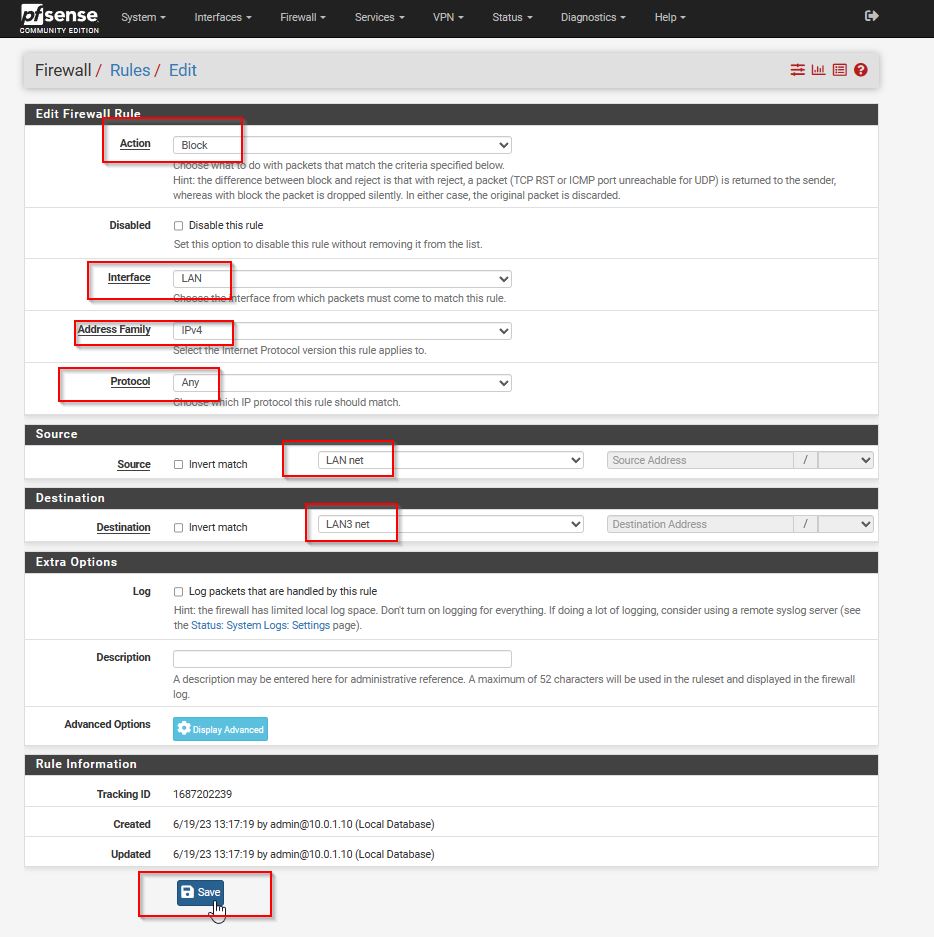 pfsense
COMMUNITY EDITION
System Interfaces Firewall Services VPN Status Diagnostics Help
Firewall / Rules / Edit
Edit Firewall Rule
Action Block
Choose what to do with packets that match the criteria specified below.
Hint: the difference between block and reject is that with reject, a packet (TCP RST or ICMP port unreachable for UDP) is returned to the sender,
whereas with block the packet is dropped silently. In either case, the original packet is discarded.
Disabled Disable this rule
Set this option to disable this rule without removing it from the list.
Interface LAN
Choose the interface from which packets must come to match this rule.
Address Family IPv4
Select the Internet Protocol version this rule applies to.
Protocol Any
Choose which IP protocol this rule should match.
Source
Source Invert match LAN net Source Address /
Destination
Destination Invert match LAN3 net Destination Address /
Extra Options
Log Log packets that are handled by this rule
Hint: the firewall has limited local log space. Don't turn on logging for everything. If doing a lot of logging, consider using a remote syslog server (see
the Status: System Logs: Settings page).
Description
A description may be entered here for administrative reference. A maximum of 52 characters will be used in the ruleset and displayed in the firewall
log.
Advanced Options Display Advanced
Rule Information
Tracking ID 1687202239
Created 6/19/23 13:17:19 by admin@10.0.1.10 (Local Database)
Updated 6/19/23 13:17:19 by admin@10.0.1.10 (Local Database)
Save